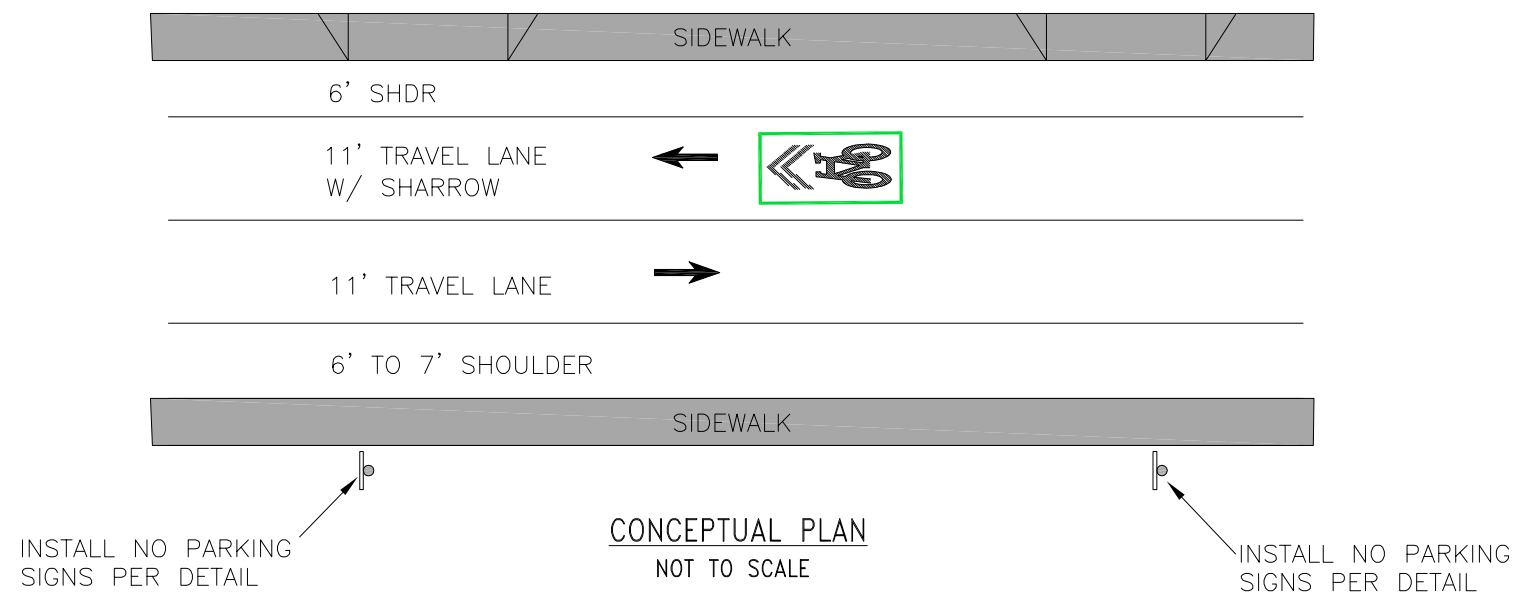 SIDEWALK
6' SHDR
11' TRAVEL LANE
W/ SHARROW
11' TRAVEL LANE
6' TO 7' SHOULDER
SIDEWALK
INSTALL NO PARKING
SIGNS PER DETAIL
CONCEPTUAL PLAN
NOT TO SCALE
INSTALL NO PARKING
SIGNS PER DETAIL